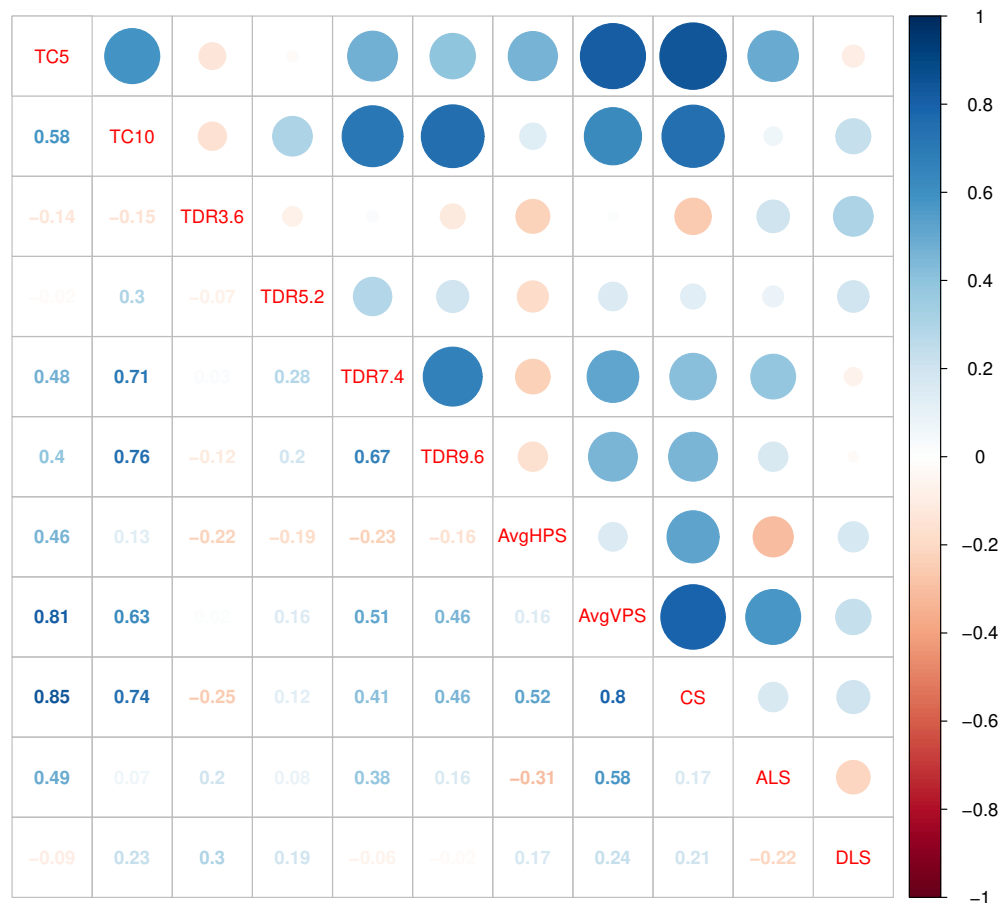 TC5
0.58 TC10
−0.14 −0.15 TDR3.6
−0.02 0.3 −0.07 TDR5.2
0.48 0.71 0.03 0.28 TDR7.4
0.4 0.76 −0.12 0.2 0.67 TDR9.6
0.46 0.13 −0.22 −0.19 −0.23 −0.16 AvgHPS
0.81 0.63 0.02 0.16 0.51 0.46 0.16 AvgVPS
0.85 0.74 −0.25 0.12 0.41 0.46 0.52 0.8 CS
0.49 0.07 0.2 0.08 0.38 0.16 −0.31 0.58 0.17 ALS
−0.09 0.23 0.3 0.19 −0.06 −0.02 0.17 0.24 0.21 −0.22 DLS
1
0.8
0.6
0.4
0.2
0
−0.2
−0.4
−0.6
−0.8
−1